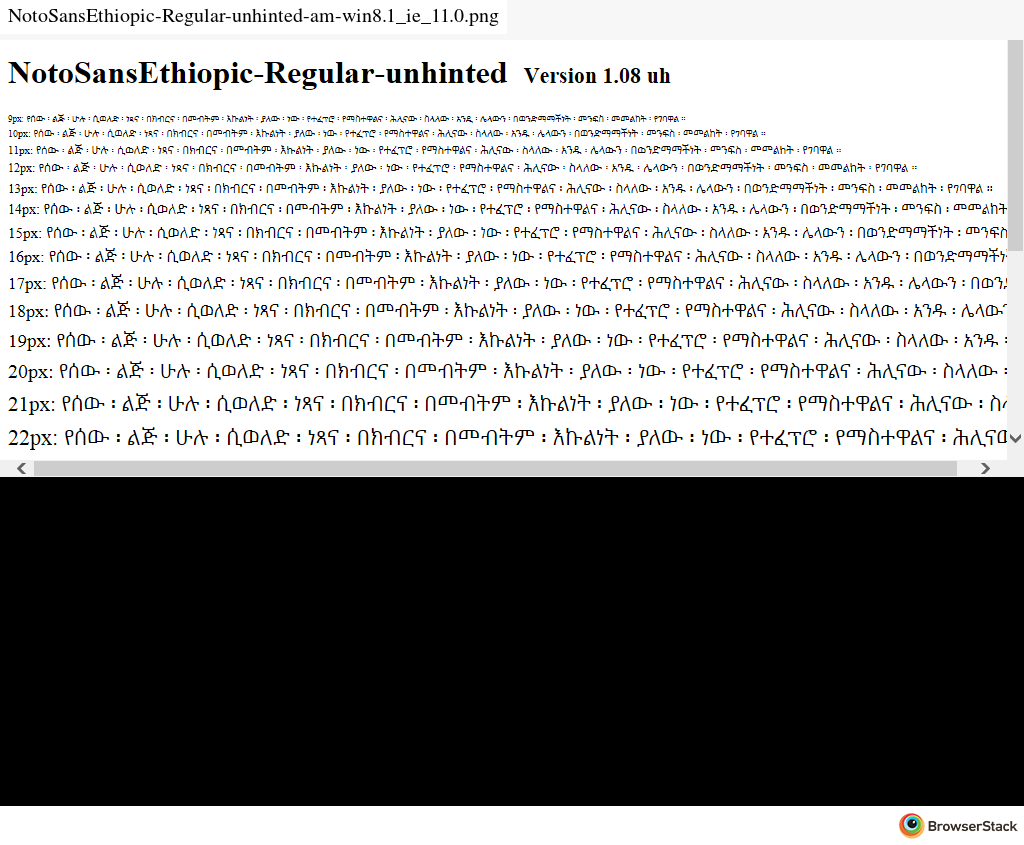 NotoSansEthiopic-Regular-unhinted-am-win8.1_ie_11.0.png
NotoSansEthiopic-Regular-unhinted Version 1.08 uh
9px: የሰው ፡ ልጅ ፡ ሁሉ ፡ ሲወለድ ፡ ነጻና ፡ በክብርና ፡ በመብትም ፡ እኩልነት ፡ ያለው ፡ ነው ፡ የተፈጥሮ ፡ የማስተዋልና ፡ ሕሊናው ፡ ስላለው ፡ አንዱ ፡ ሌላውን ፡ በወንድማማችነት ፡ መንፍስ ፡ መመልከት ፡ የገባዋል ።
10px: የሰው ፡ ልጅ ፡ ሁሉ ፡ ሲወለድ ፡ ነጻና ፡ በክብርና ፡ በመብትም ፡ እኩልነት ፡ ያለው ፡ ነው ፡ የተፈጥሮ ፡ የማስተዋልና ፡ ሕሊናው ፡ ስላለው ፡ አንዱ ፡ ሌላውን ፡ በወንድማማችነት ፡ መንፍስ ፡ መመልከት ፡ የገባዋል ።
11px: የሰው ፡ ልጅ ፡ ሁሉ ፡ ሲወለድ ፡ ነጻና ፡ በክብርና ፡ በመብትም ፡ እኩልነት ፡ ያለው ፡ ነው ፡ የተፈጥሮ ፡ የማስተዋልና ፡ ሕሊናው ፡ ስላለው ፡ አንዱ ፡ ሌላውን ፡ በወንድማማችነት ፡ መንፍስ ፡ መመልከት ፡ የገባዋል ።
12px: የሰው ፡ ልጅ ፡ ሁሉ ፡ ሲወለድ ፡ ነጻና ፡ በክብርና ፡ በመብትም ፡ እኩልነት ፡ ያለው ፡ ነው ፡ የተፈጥሮ ፡ የማስተዋልና ፡ ሕሊናው ፡ ስላለው ፡ አንዱ ፡ ሌላውን ፡ በወንድማማችነት ፡ መንፍስ ፡ መመልከት ፡ የገባዋል ።
13px: የሰው ፡ ልጅ ፡ ሁሉ ፡ ሲወለድ ፡ ነጻና ፡ በክብርና ፡ በመብትም ፡ እኩልነት ፡ ያለው ፡ ነው ፡ የተፈጥሮ ፡ የማስተዋልና ፡ ሕሊናው ፡ ስላለው ፡ አንዱ ፡ ሌላውን ፡ በወንድማማችነት ፡ መንፍስ ፡ መመልከት ፡ የገባዋል ።
14px: የሰው ፡ ልጅ ፡ ሁሉ ፡ ሲወለድ ፡ ነጻና ፡ በክብርና ፡ በመብትም ፡ እኩልነት ፡ ያለው ፡ ነው ፡ የተፈጥሮ ፡ የማስተዋልና ፡ ሕሊናው ፡ ስላለው ፡ አንዱ ፡ ሌላውን ፡ በወንድማማችነት ፡ መንፍስ ፡ መመልከት
15px: የሰው ፡ ልጅ ፡ ሁሉ ፡ ሲወለድ ፡ ነጻና ፡ በክብርና ፡ በመብትም ፡ እኩልነት ፡ ያለው ፡ ነው ፡ የተፈጥሮ ፡ የማስተዋልና ፡ ሕሊናው ፡ ስላለው ፡ አንዱ ፡ ሌላውን ፡ በወንድማማችነት ፡ መንፍስ
16px: የሰው ፡ ልጅ ፡ ሁሉ ፡ ሲወለድ ፡ ነጻና ፡ በክብርና ፡ በመብትም ፡ እኩልነት ፡ ያለው ፡ ነው ፡ የተፈጥሮ ፡ የማስተዋልና ፡ ሕሊናው ፡ ስላለው ፡ አንዱ ፡ ሌላውን ፡
17px: የሰው ፡ ልጅ ፡ ሁሉ ፡ ሲወለድ ፡ ነጻና ፡ በክብርና ፡ በመብትም ፡ እኩልነት ፡ ያለው ፡ ነው ፡ የተፈጥሮ ፡ የማስተዋልና ፡ ሕሊናው ፡ ስላለው ፡ አንዱ ፡ ሌላውን ፡
18px: የሰው ፡ ልጅ ፡ ሁሉ ፡ ሲወለድ ፡ ነጻና ፡ በክብርና ፡ በመብትም ፡ እኩልነት ፡ ያለው ፡ ነው ፡ የተፈጥሮ ፡ የማስተዋልና ፡ ሕሊናው ፡ ስላለው ፡ አንዱ ፡
19px: የሰው ፡ ልጅ ፡ ሁሉ ፡ ሲወለድ ፡ ነጻና ፡ በክብርና ፡ በመብትም ፡ እኩልነት ፡ ያለው ፡ ነው ፡ የተፈጥሮ ፡ የማስተዋልና ፡ ሕሊናው ፡ ስላለው ፡ አንዱ ፡
20px: የሰው ፡ ልጅ ፡ ሁሉ ፡ ሲወለድ ፡ ነጻና ፡ በክብርና ፡ በመብትም ፡ እኩልነት ፡ ያለው ፡ ነው ፡ የተፈጥሮ ፡ የማስተዋልና ፡ ሕሊናው ፡ ስላለው ፡
21px: የሰው ፡ ልጅ ፡ ሁሉ ፡ ሲወለድ ፡ ነጻና ፡ በክብርና ፡ በመብትም ፡ እኩልነት ፡ ያለው ፡ ነው ፡ የተፈጥሮ ፡ የማስተዋልና ፡ ሕሊናው ፡
22px: የሰው ፡ ልጅ ፡ ሁሉ ፡ ሲወለድ ፡ ነጻና ፡ በክብርና ፡ በመብትም ፡ እኩልነት ፡ ያለው ፡ ነው ፡ የተፈጥሮ ፡ የማስተዋልና ፡
BrowserStack